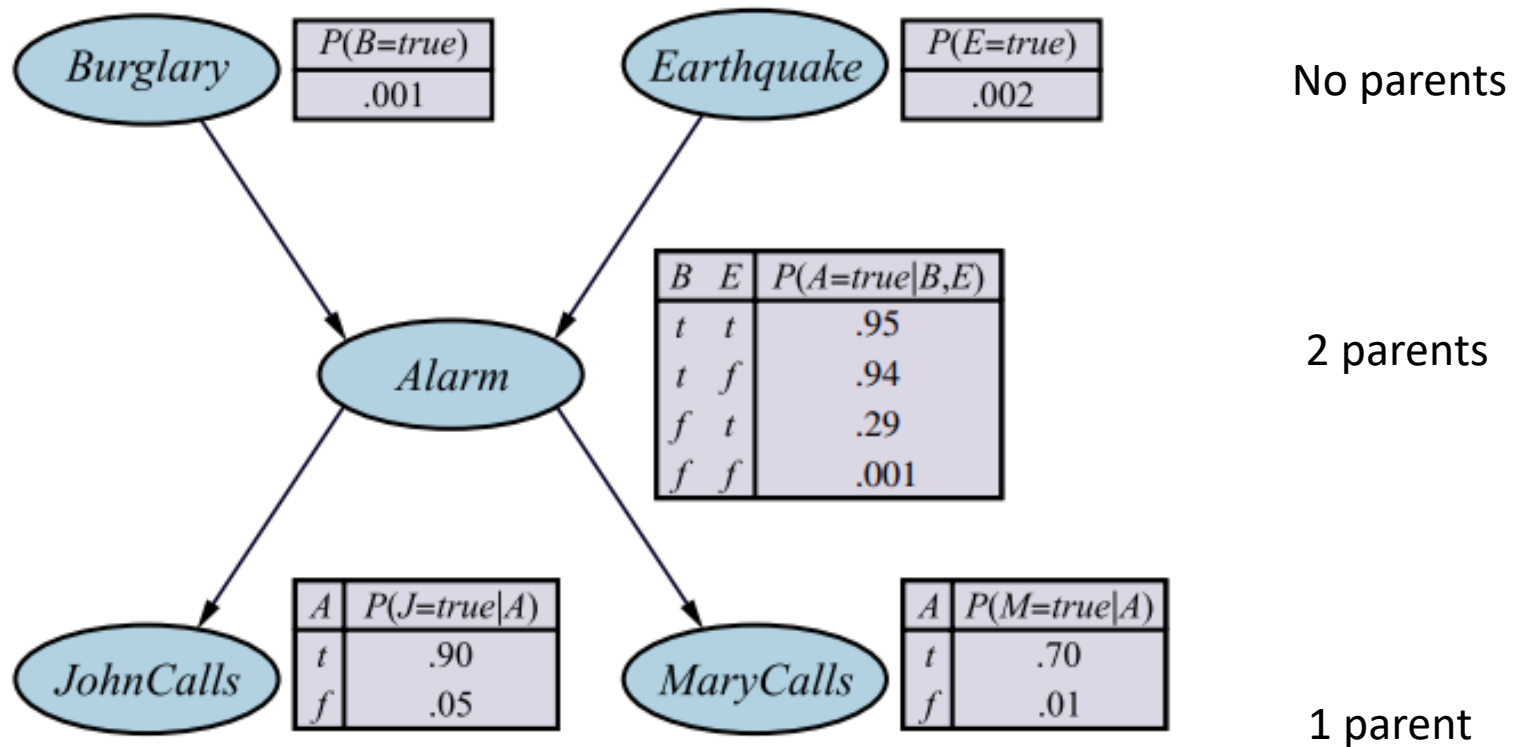 Burglary
P(B=true)
.001
Earthquake
P(E=true)
.002
No parents
B E P(A=true|B,E)
t t .95
t f .94
f t .29
f f .001
Alarm
2 parents
JohnCalls
A P(J=true|A)
t .90
f .05
MaryCalls
A P(M=true|A)
t .70
f .01
1 parent